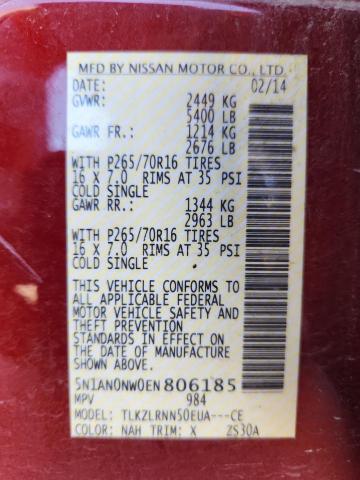 MFD BY NISSAN MOTOR CO., LTD.
DATE: 02/14
GVWR: 2449 KG
5400 LB
GAWR FR.: 1214 KG
2676 LB
WITH P265/70R16 TIRES
16 X 7.0 RIMS AT 35 PSI
COLD SINGLE
GAWR RR.: 1344 KG
2963 LB
WITH P265/70R16 TIRES
16 X 7.0 RIMS AT 35 PSI
COLD SINGLE
THIS VEHICLE CONFORMS TO
ALL APPLICABLE FEDERAL
MOTOR VEHICLE SAFETY AND
THEFT PREVENTION
STANDARDS IN EFFECT ON
THE DATE OF MANUFACTURE
SHOWN ABOVE.
5N1AN0NW0EN806185
MPV 984
MODEL: TLKZLRNN50EUA---CE
COLOR: NAH TRIM: X ZS30A